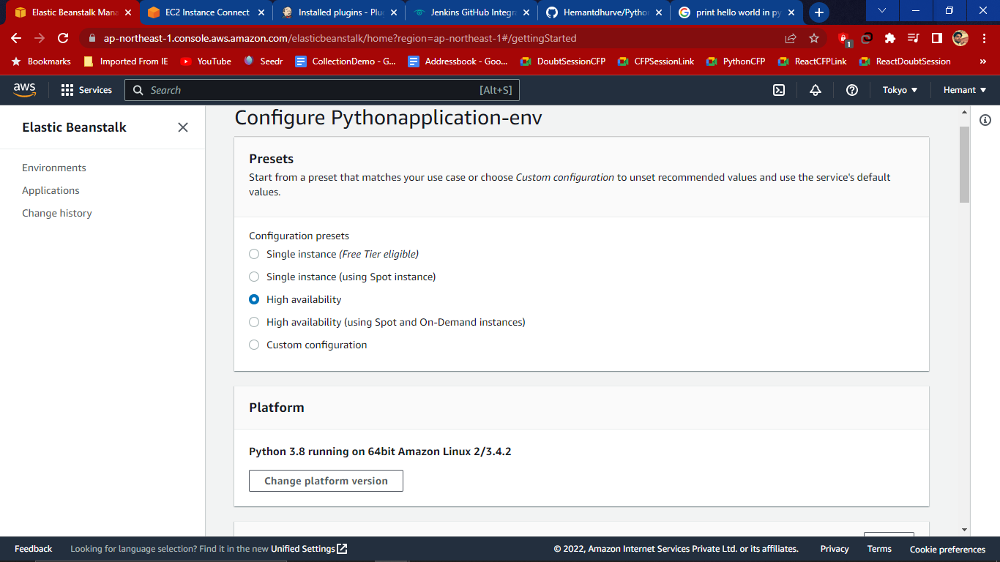 Elastic Beanstalk Mana
EC2 Instance Connect
Installed plugins - Plu
Jenkins GitHub Integra
Hemantdhurve/Pytho
print hello world in py
ap-northeast-1.console.aws.amazon.com/elasticbeanstalk/home?region=ap-northeast-1#/gettingStarted
1
Bookmarks
Imported From IE
YouTube
Seedr
CollectionDemo - G...
Addressbook - Goo...
DoubtSessionCFP
CFPSessionLink
PythonCFP
ReactCFPLink
ReactDoubtSession
»
aws
Services
Search
[Alt+S]
Tokyo
Hemant
Elastic Beanstalk
Environments
Applications
Change history
Configure Pythonapplication-env
Presets
Start from a preset that matches your use case or choose Custom configuration to unset recommended values and use the service's default
values.
Configuration presets
Single instance (Free Tier eligible)
Single instance (using Spot instance)
High availability
High availability (using Spot and On-Demand instances)
Custom configuration
Platform
Python 3.8 running on 64bit Amazon Linux 2/3.4.2
Change platform version
Feedback
Looking for language selection? Find it in the new Unified Settings
© 2022, Amazon Internet Services Private Ltd. or its affiliates.
Privacy
Terms
Cookie preferences